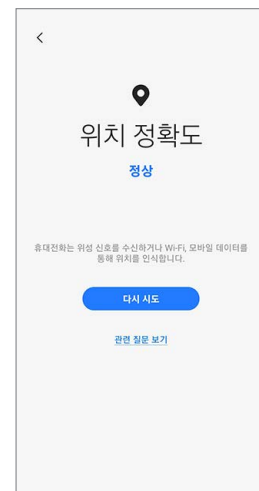 위치 정확도
정상
휴대전화는 위성 신호를 수신하거나 Wi-Fi, 모바일 데이터를
통해 위치를 인식합니다.
다시 시도
관련 질문 보기